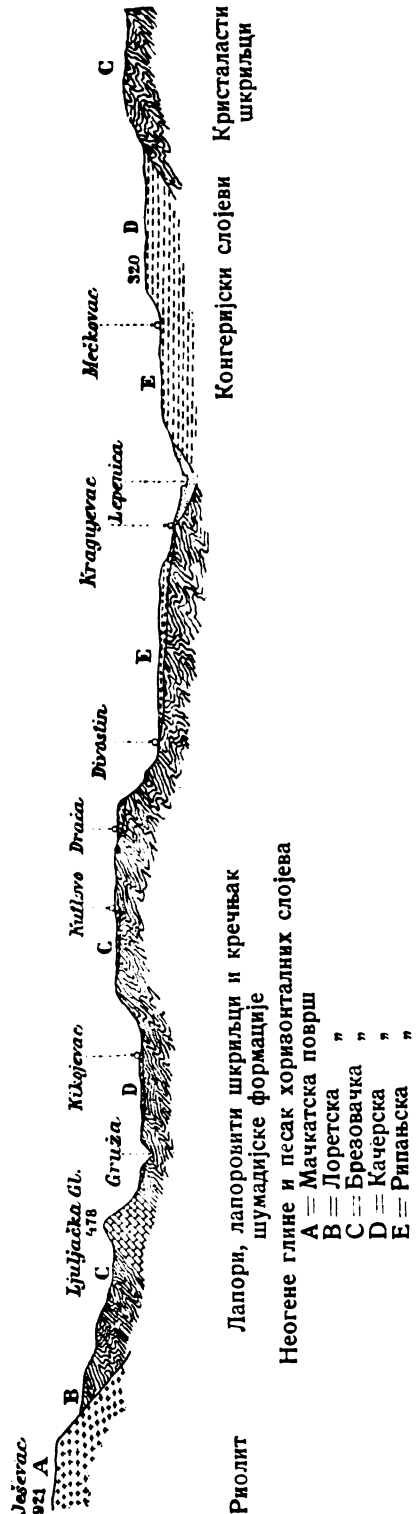 Ješevac
921 A
B
Ljuljačka Gl.
478
C
Gruža
D
Kikojevac
C
Kutlovo Drača
Divostin
E
Kragujevac
Lepenica
E
Mečkovac
320 D
C
Риолит
Лапори, лапоровити шкриљци и кречњак
шумадијске формације
Конгеријски слојеви
Кристаласти
шкриљци
Неогене глине и песак хоризонталних слојева
A = Мачкатска површ
B = Лоретска „
C = Брезовачка „
D = Качерска „
E = Рипањска „